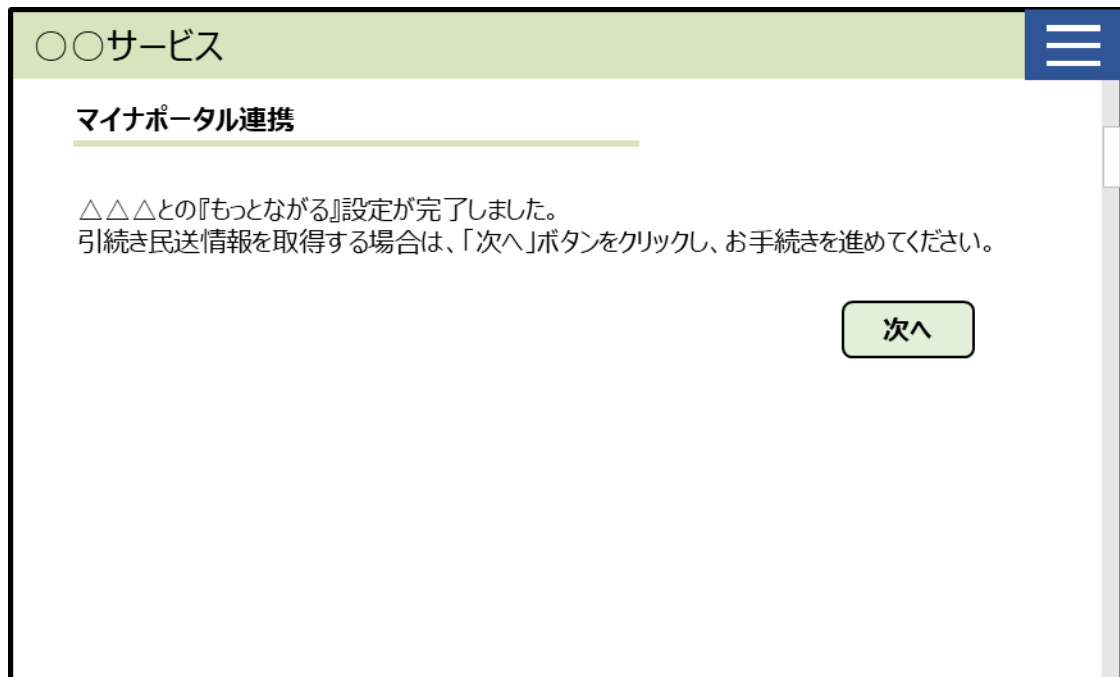 ○○サービス
マイナポータル連携
△△△との『もっとながる』設定が完了しました。
引続き民送情報を取得する場合は、「次へ」ボタンをクリックし、お手続きを進めてください。
次へ